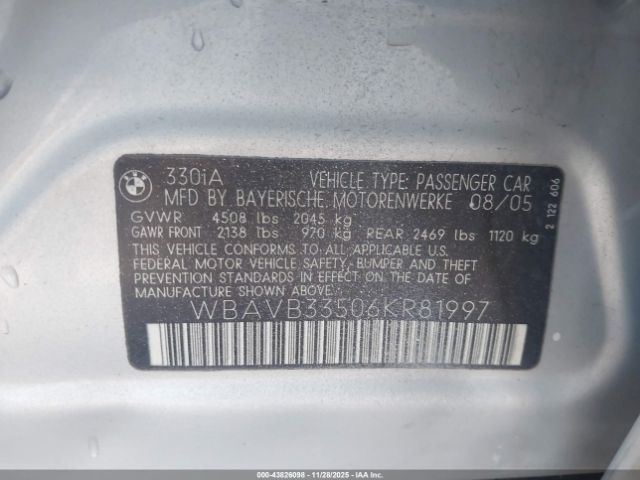 330iA VEHICLE TYPE: PASSENGER CAR
MFD BY BAYERISCHE MOTORENWERKE 08/05
GVWR 4508 lbs 2045 kg
GAWR FRONT 2138 lbs 970 kg REAR 2469 lbs 1120 kg
THIS VEHICLE CONFORMS TO ALL APPLICABLE
FEDERAL MOTOR VEHICLE SAFETY, BUMPER AND THEFT
PREVENTION STANDARDS IN EFFECT ON THE DATE OF
MANUFACTURE SHOWN ABOVE.
WBAVB33506KR81997
2 122 606
000-43826098 - 11/28/2025 - IAAI.COM